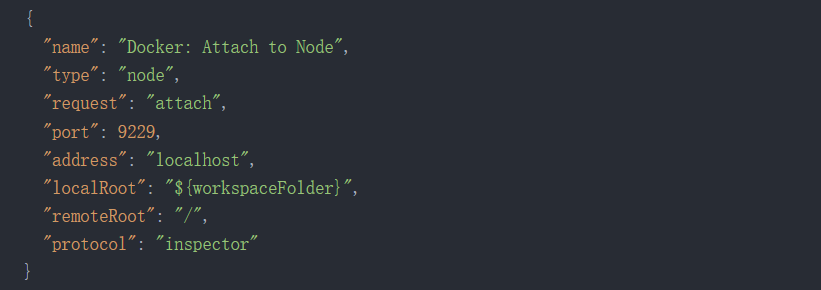 {
"name": "Docker: Attach to Node",
"type": "node",
"request": "attach",
"port": 9229,
"address": "localhost",
"localRoot": "${workspaceFolder}",
"remoteRoot": "/",
"protocol": "inspector"
}